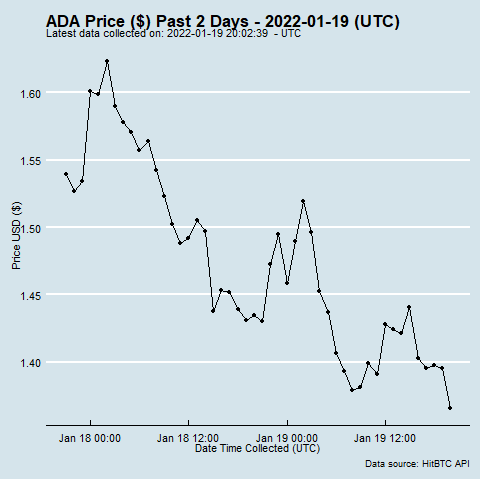 ADA Price ($) Past 2 Days - 2022-01-19 (UTC)
Latest data collected on: 2022-01-19 20:02:39 - UTC
1.60
1.55
1.50
1.45
1.40
Price USD ($)
Jan 18 00:00 Jan 18 12:00 Jan 19 00:00 Jan 19 12:00
Date Time Collected (UTC)
Data source: HitBTC API